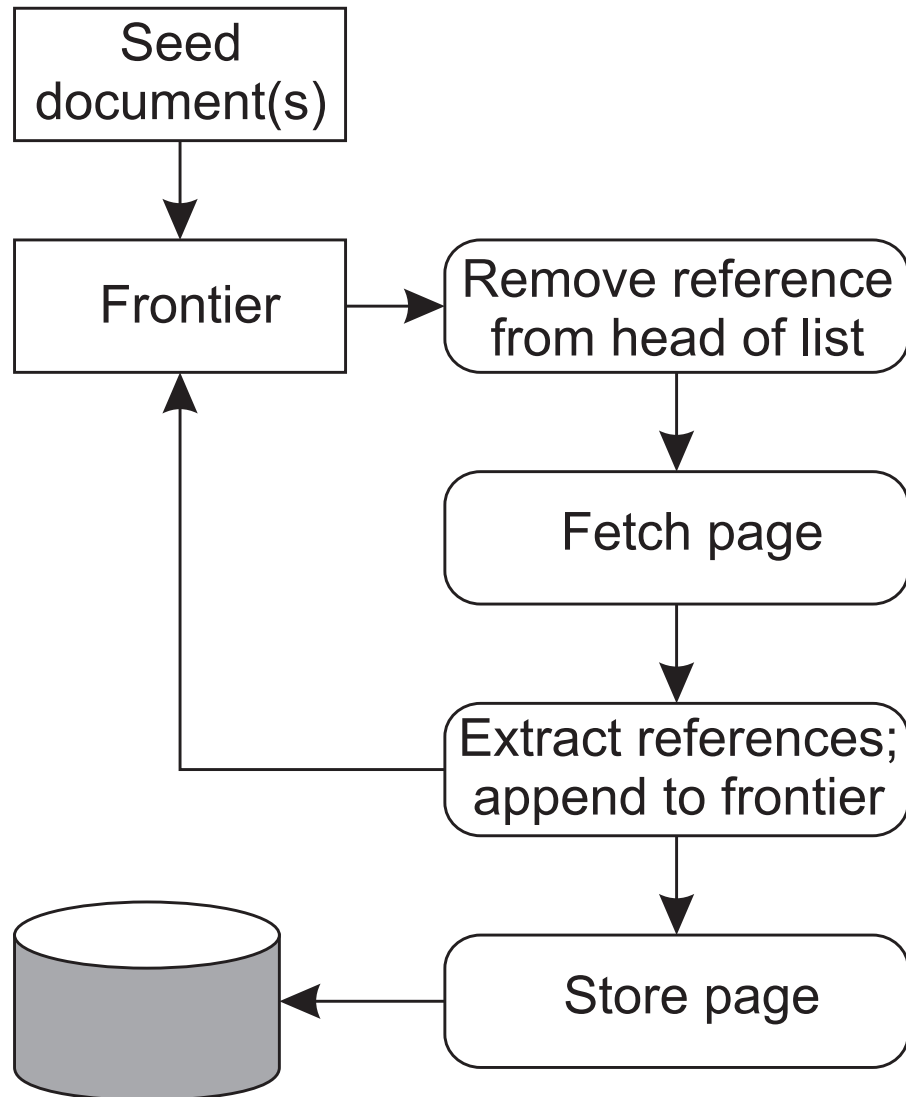 Seed
document(s)
Frontier
Remove reference
from head of list
Fetch page
Extract references;
append to frontier
Store page